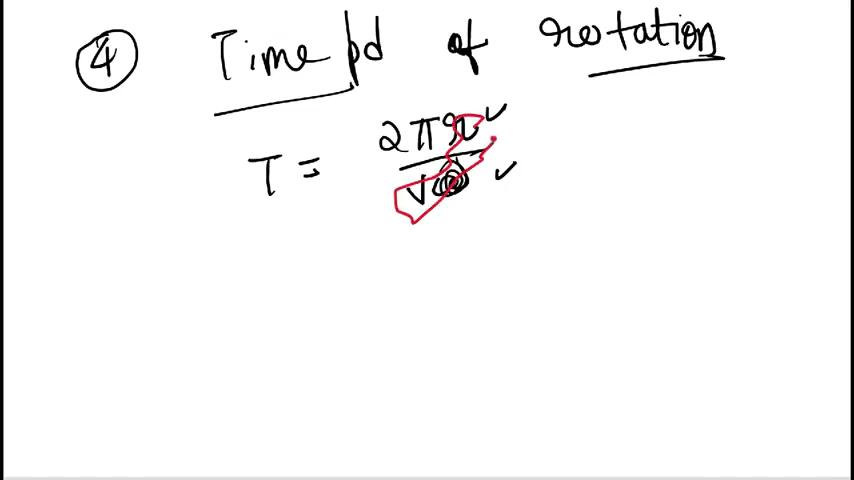 ④ Time pd of rotation
T = 2πr / v